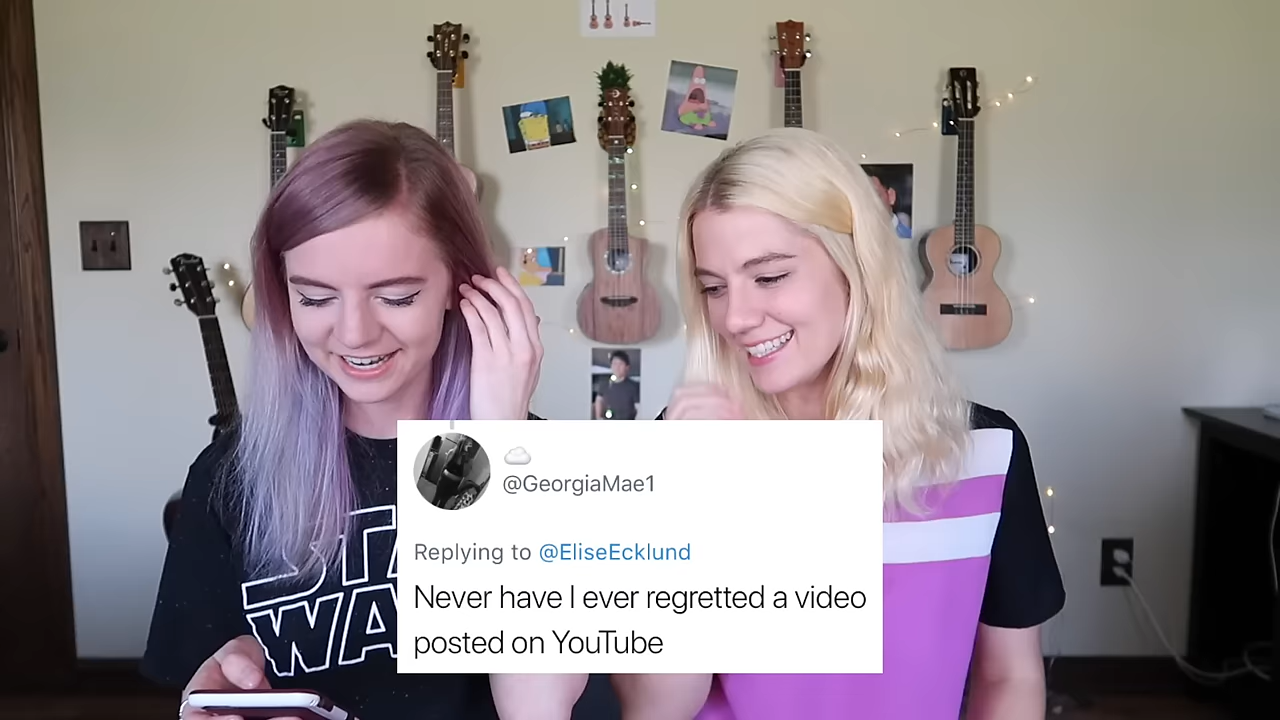 @GeorgiaMae1
Replying to @EliseEcklund
Never have I ever regretted a video
posted on YouTube
STA
WA